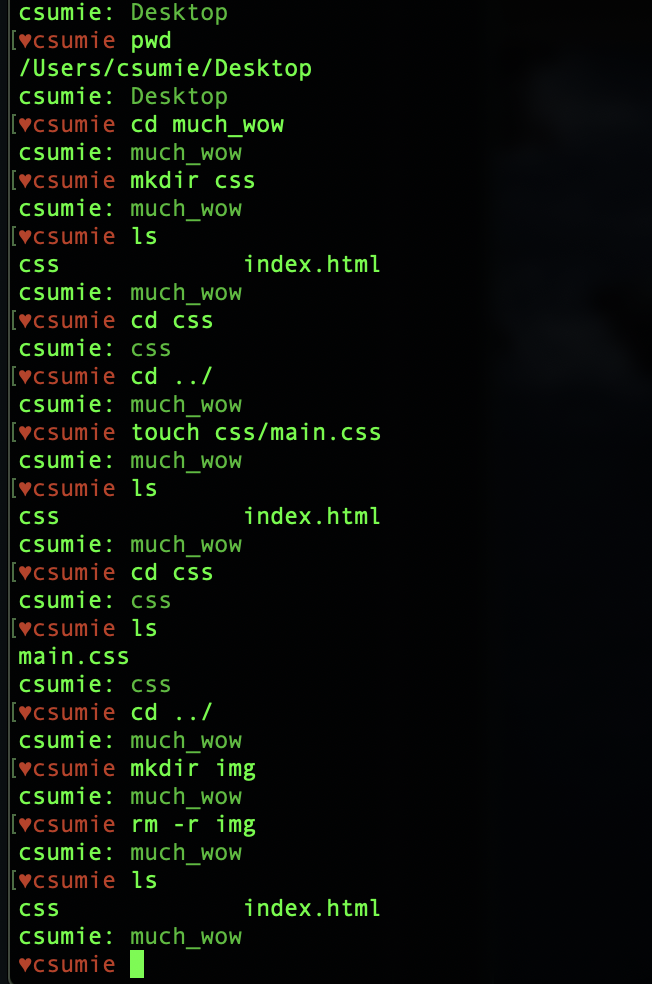 csumie: Desktop
[♥csumie pwd
/Users/csumie/Desktop
csumie: Desktop
[♥csumie cd much_wow
csumie: much_wow
[♥csumie mkdir css
csumie: much_wow
[♥csumie ls
css index.html
csumie: much_wow
[♥csumie cd css
csumie: css
[♥csumie cd ../
csumie: much_wow
[♥csumie touch css/main.css
csumie: much_wow
[♥csumie ls
css index.html
csumie: much_wow
[♥csumie cd css
csumie: css
[♥csumie ls
main.css
csumie: css
[♥csumie cd ../
csumie: much_wow
[♥csumie mkdir img
csumie: much_wow
[♥csumie rm -r img
csumie: much_wow
[♥csumie ls
css index.html
csumie: much_wow
♥csumie